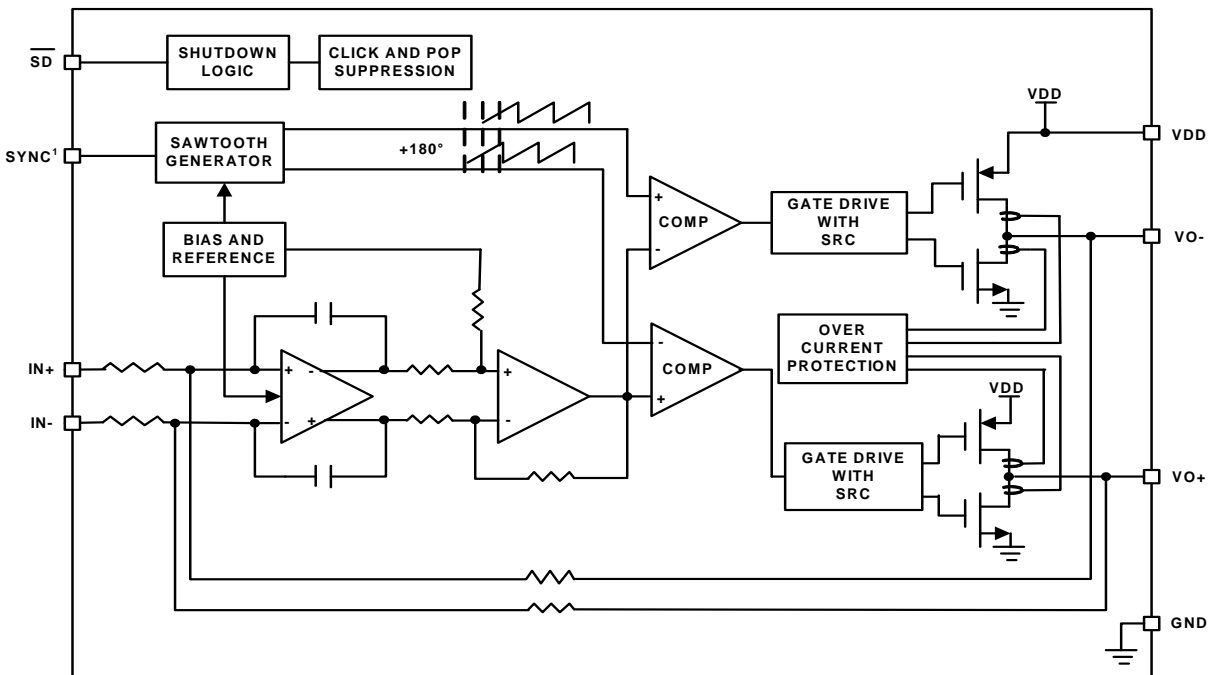 SD
SHUTDOWN
LOGIC
CLICK AND POP
SUPPRESSION
VDD
VDD
SYNC¹
SAWTOOTH
GENERATOR
+180°
+
COMP
-
GATE DRIVE
WITH
SRC
BIAS AND
REFERENCE
VO-
OVER
CURRENT
PROTECTION
-
COMP
+
IN+
+
-
+
VDD
IN-
-
+
-
GATE DRIVE
WITH
SRC
VO+
GND